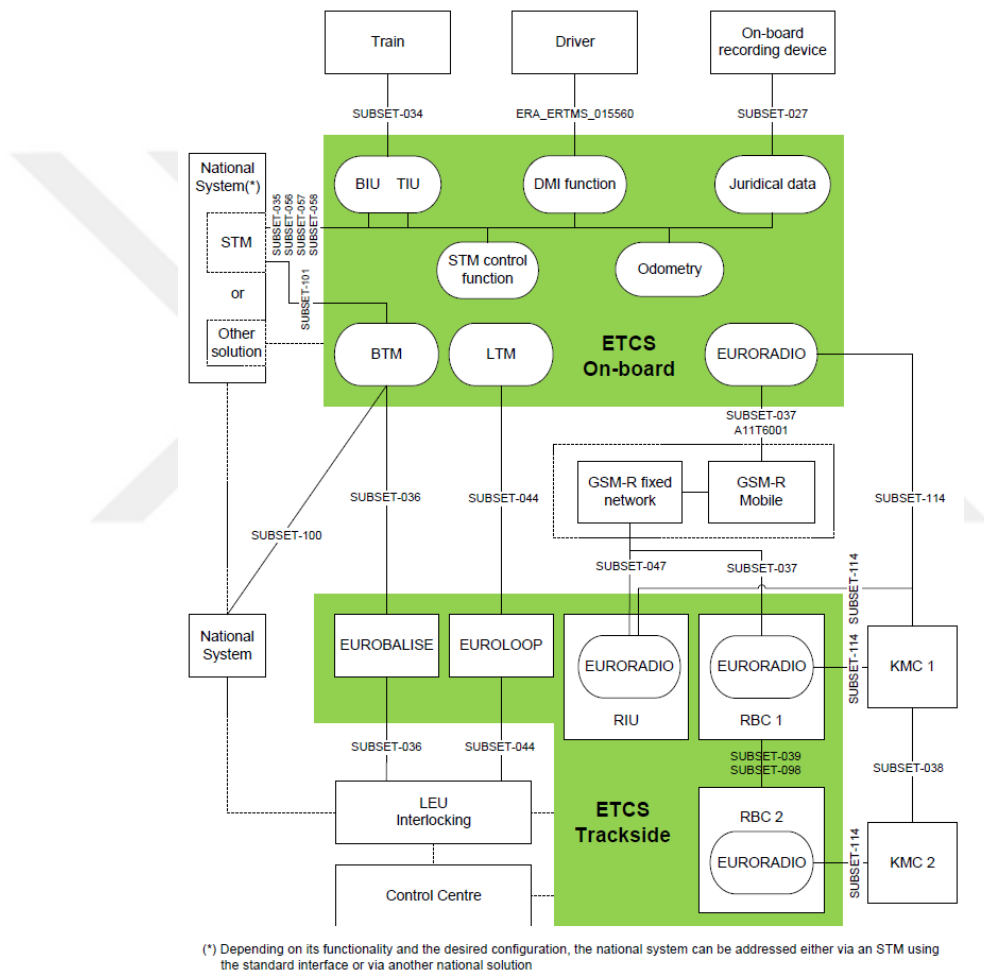 Train
Driver
On-board
recording device
SUBSET-034
ERA_ERTMS_015560
SUBSET-027
National
System(*)
STM
or
Other
solution
SUBSET-035
SUBSET-056
SUBSET-057
SUBSET-058
SUBSET-101
BIU TIU
DMI function
Juridical data
STM control
function
Odometry
BTM
LTM
ETCS
On-board
EURORADIO
SUBSET-037
A11T6001
GSM-R fixed
network
GSM-R
Mobile
SUBSET-036
SUBSET-044
SUBSET-114
SUBSET-100
SUBSET-047
SUBSET-037
SUBSET-114
National
System
EUROBALISE
EUROLOOP
EURORADIO
RIU
EURORADIO
RBC 1
SUBSET-114
KMC 1
SUBSET-036
SUBSET-044
SUBSET-039
SUBSET-098
SUBSET-038
LEU
Interlocking
ETCS
Trackside
RBC 2
EURORADIO
SUBSET-114
KMC 2
Control Centre
(*) Depending on its functionality and the desired configuration, the national system can be addressed either via an STM using
the standard interface or via another national solution